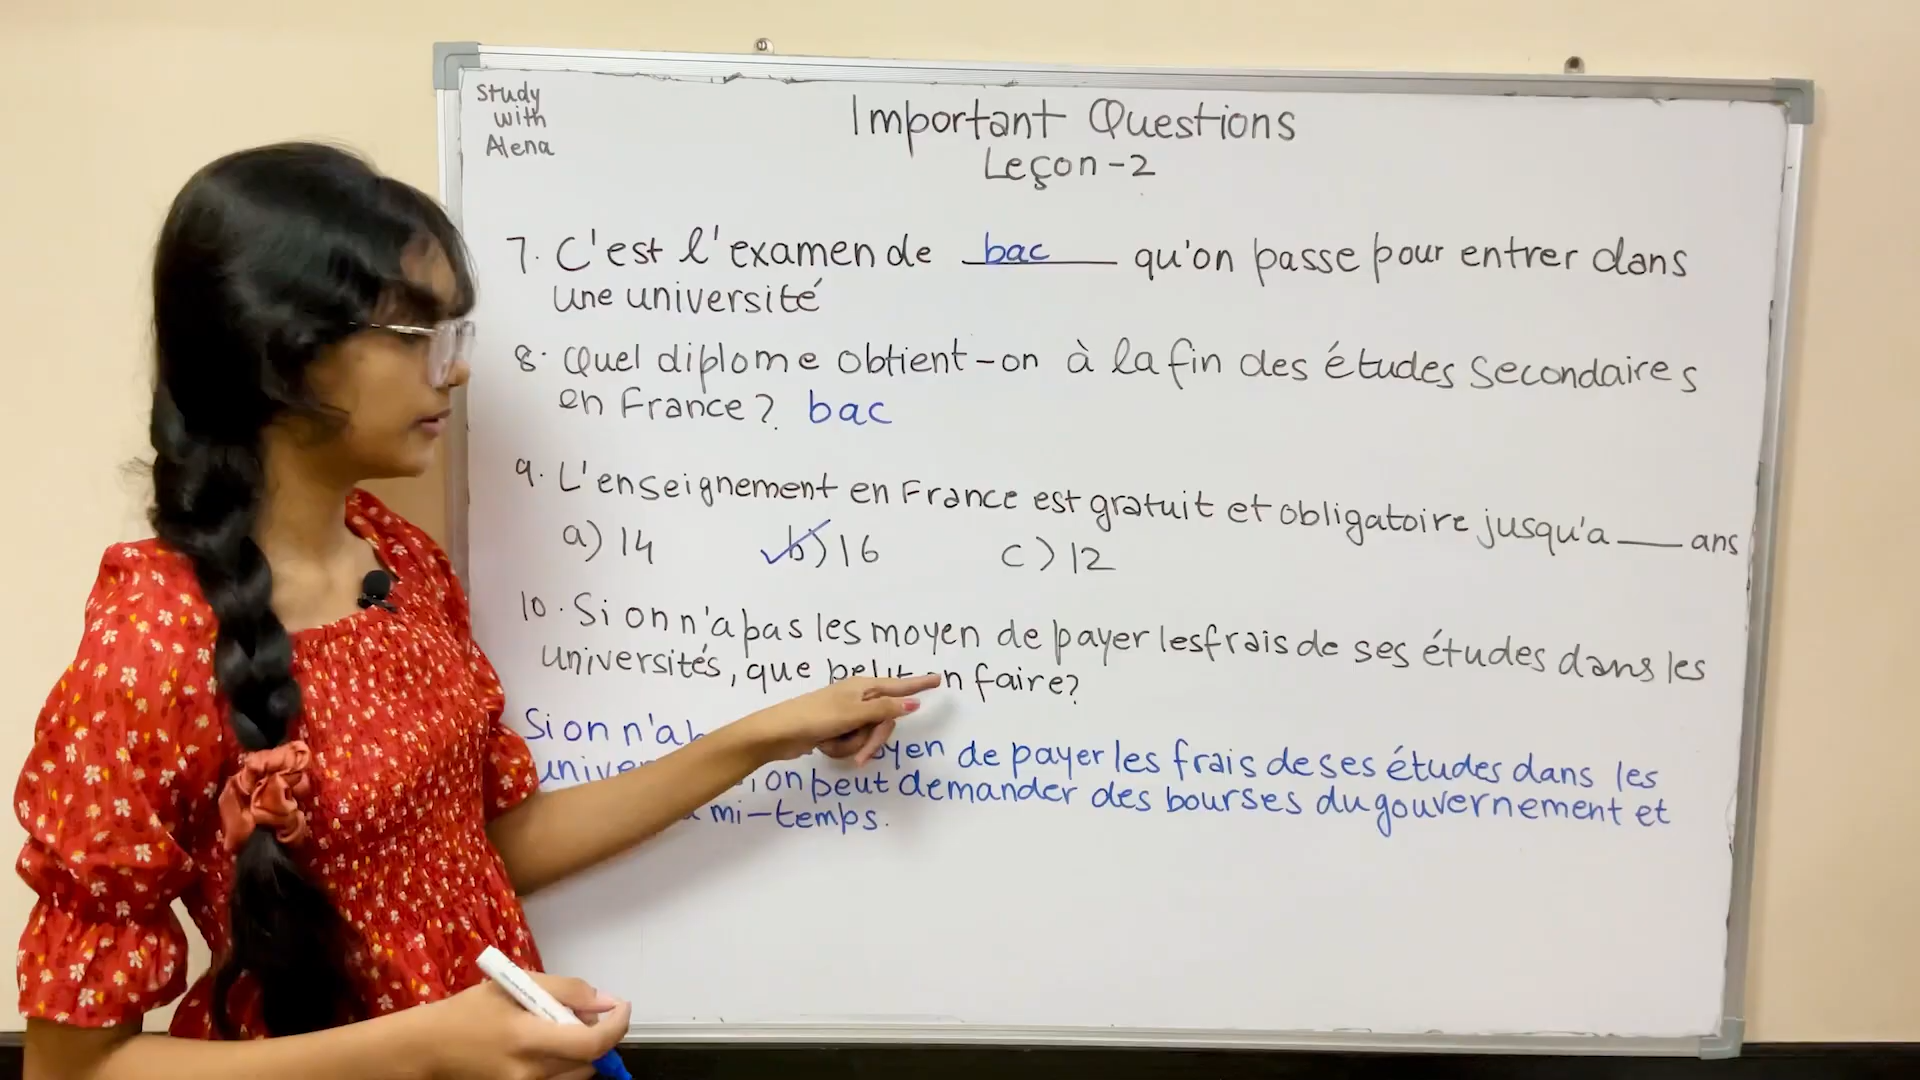 Study
with
Alena
Important Questions
Leçon-2
7. C'est l'examen de bac qu'on passe pour entrer dans
une université
8. Quel diplome obtient-on à la fin des études secondaires
en France? bac
9. L'enseignement en France est gratuit et obligatoire jusqu'a ___ ans
a) 14 b) 16 c) 12
10. Si on n'a pas les moyen de payer les frais de ses études dans les
universités, que peut on faire?
Si on n'a de payer les frais de ses études dans les
on peut demander des bourses du gouvernement et
mi-temps.